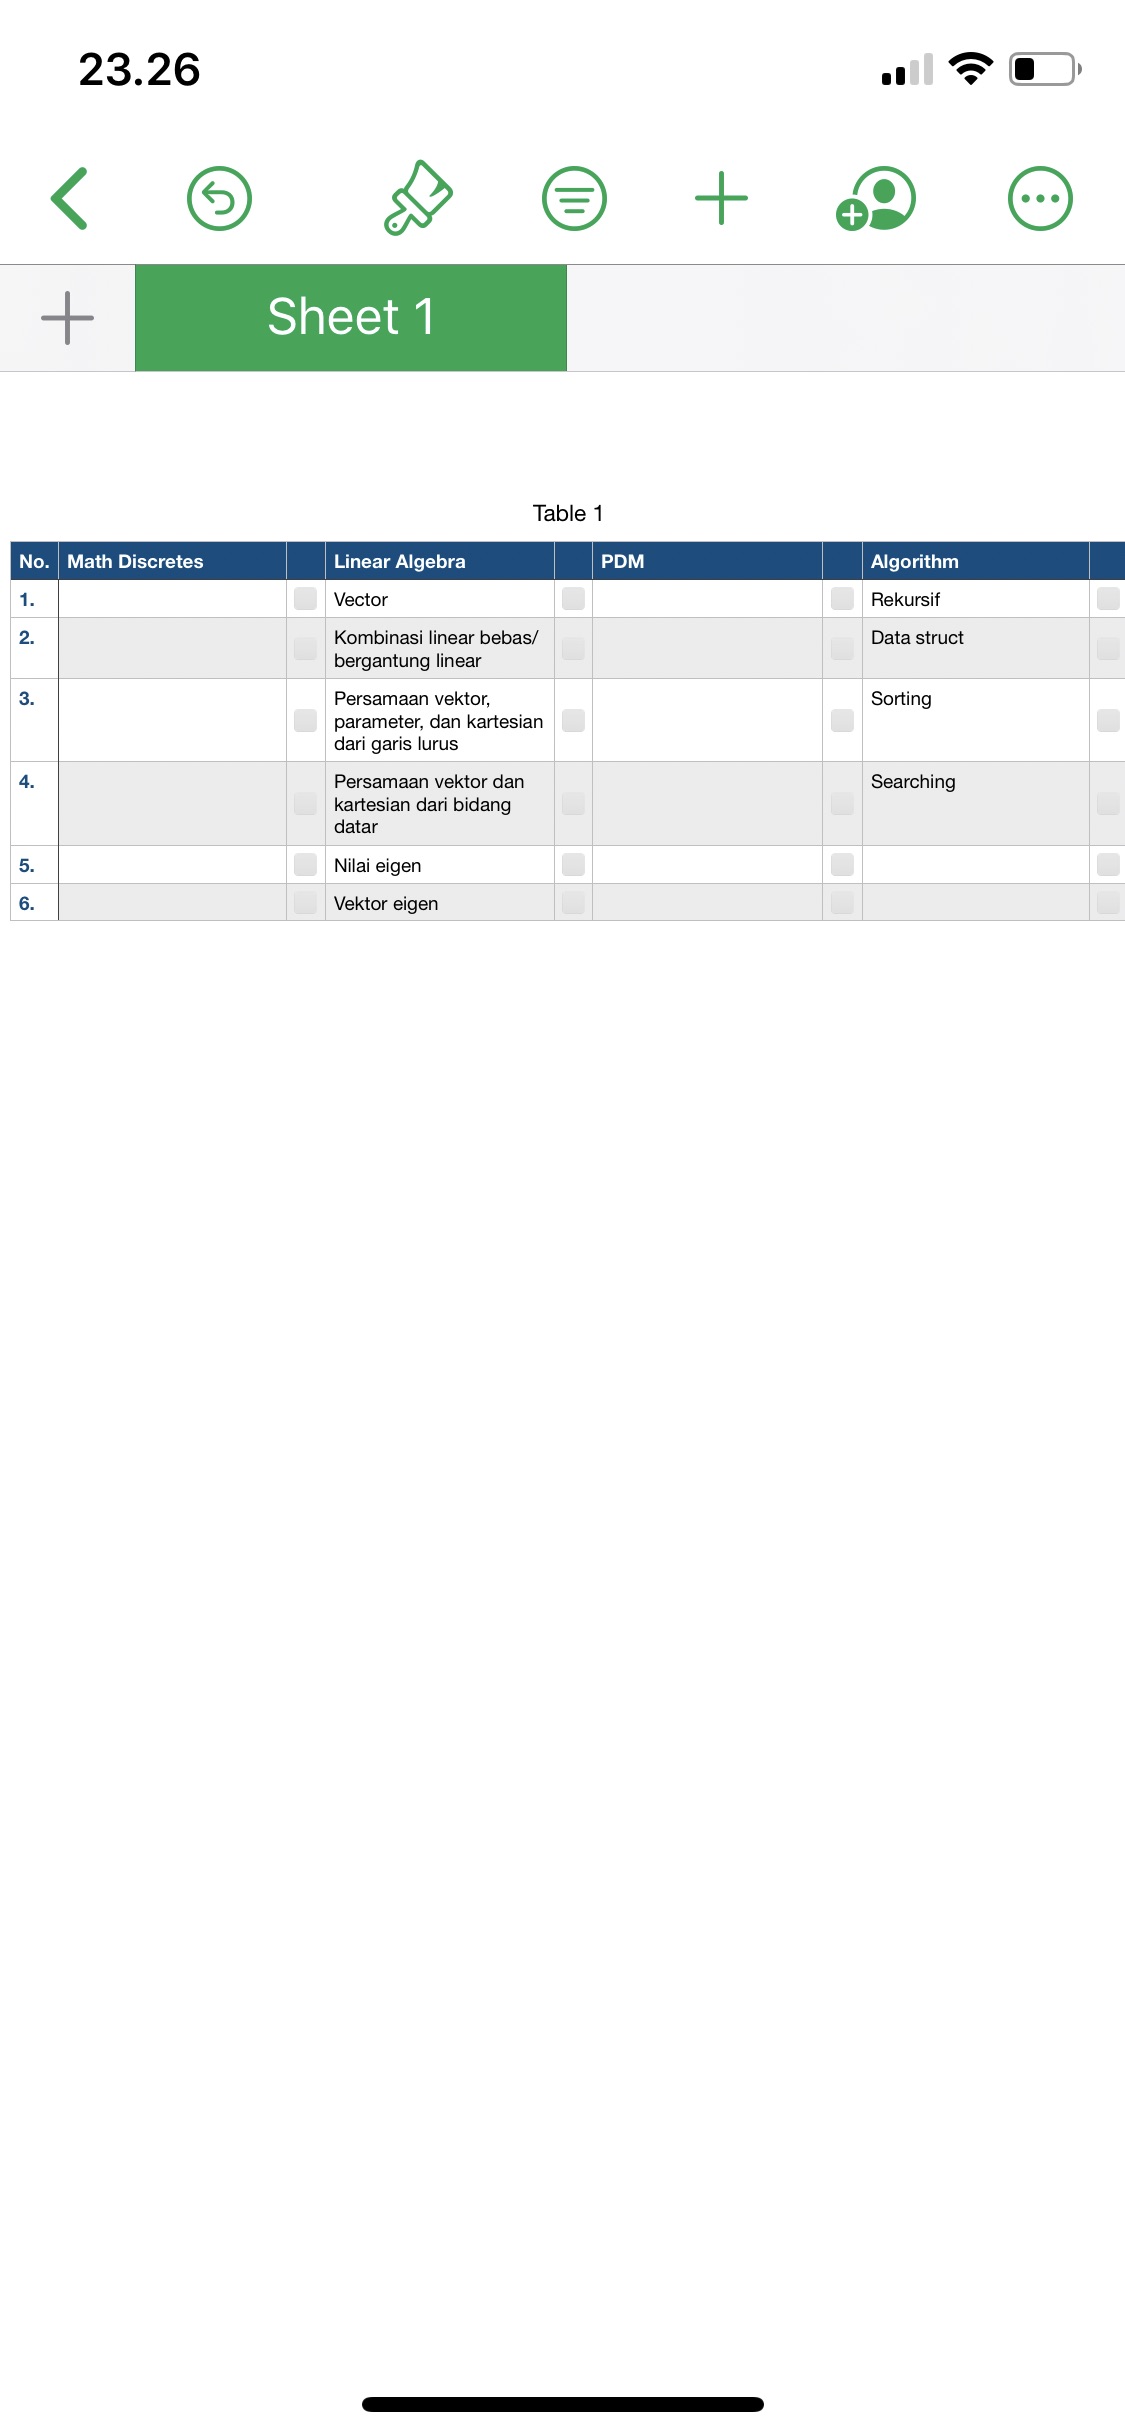 23.26
Sheet 1
Table 1
No. Math Discretes Linear Algebra PDM Algorithm
1. Vector Rekursif
2. Kombinasi linear bebas/ Data struct
bergantung linear
3. Persamaan vektor, Sorting
parameter, dan kartesian
dari garis lurus
4. Persamaan vektor dan Searching
kartesian dari bidang
datar
5. Nilai eigen
6. Vektor eigen